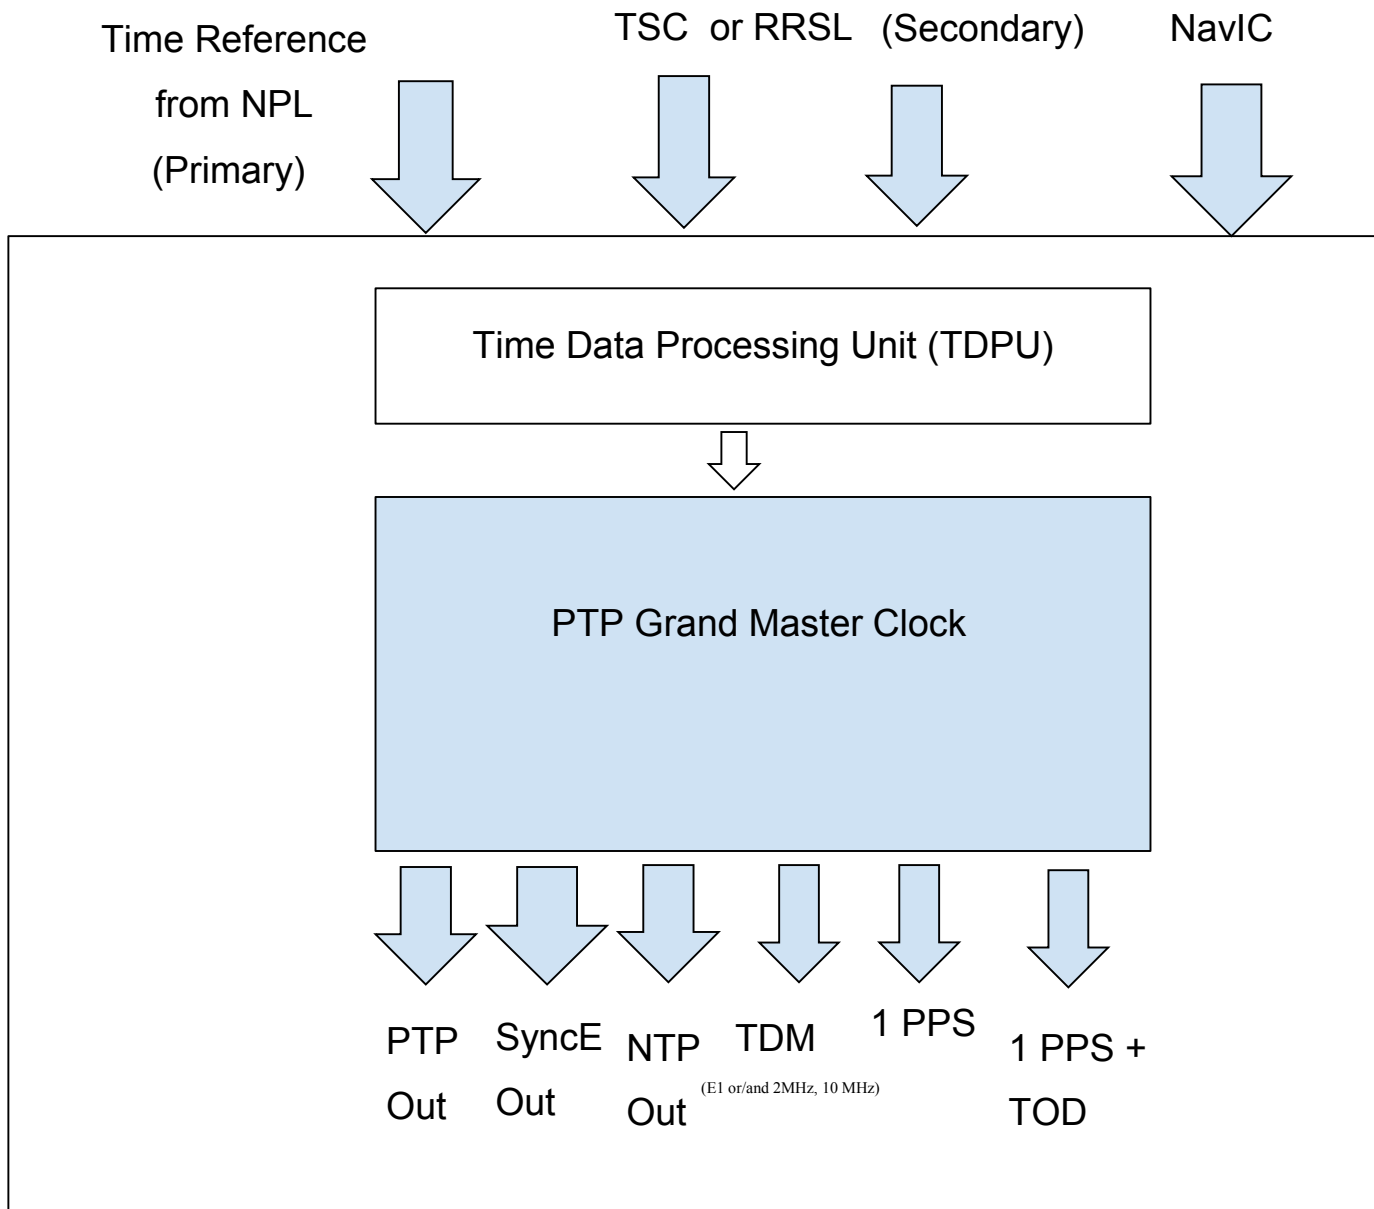 Time Reference
from NPL
(Primary)
TSC or RRSL (Secondary)
NavIC
Time Data Processing Unit (TDPU)
PTP Grand Master Clock
PTP
Out
SyncE
Out
NTP
Out
TDM
(E1 or/and 2MHz, 10 MHz)
1 PPS
1 PPS +
TOD